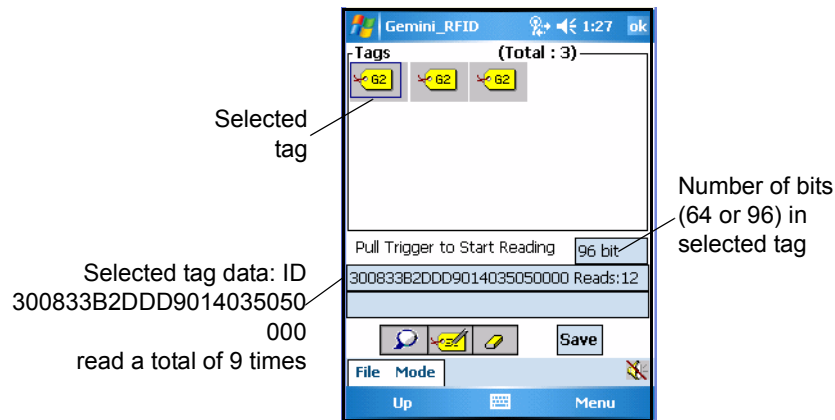 Gemini_RFID 1:27 ok
Tags (Total : 3)
G2 G2 G2
Selected
tag
Number of bits
(64 or 96) in
selected tag
Pull Trigger to Start Reading 96 bit
Selected tag data: ID
300833B2DDD9014035050
000
read a total of 9 times
300833B2DDD9014035050000 Reads:12
Save
File Mode
Up Menu